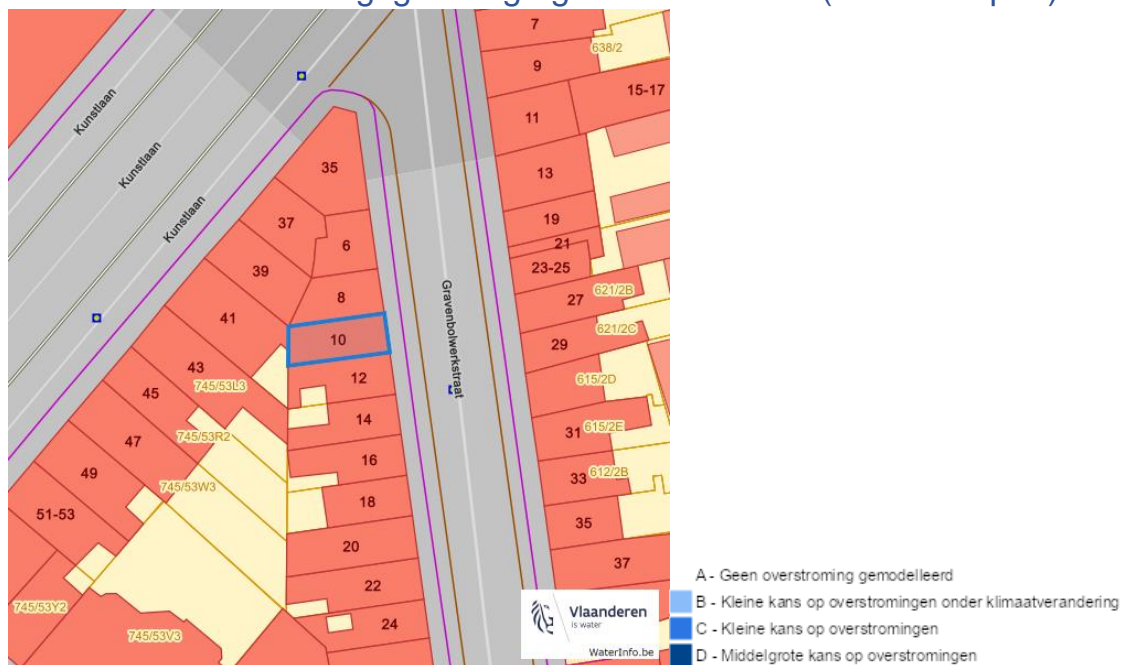 Kunstlaan
Kunstlaan
Kunstlaan
Gravenbolwerkstraat
7
638/2
9
15-17
11
13
19
21
23-25
27
621/2B
621/2C
29
615/2D
31
615/2E
33
612/2B
35
37
35
37
6
39
8
41
10
43
745/53L3
12
45
14
47
745/53R2
16
49
745/53W3
18
51-53
20
22
745/53Y2
24
745/53V3
Vlaanderen
is water
WaterInfo.be
A - Geen overstroming gemodelleerd
B - Kleine kans op overstromingen onder klimaatverandering
C - Kleine kans op overstromingen
D - Middelgrote kans op overstromingen